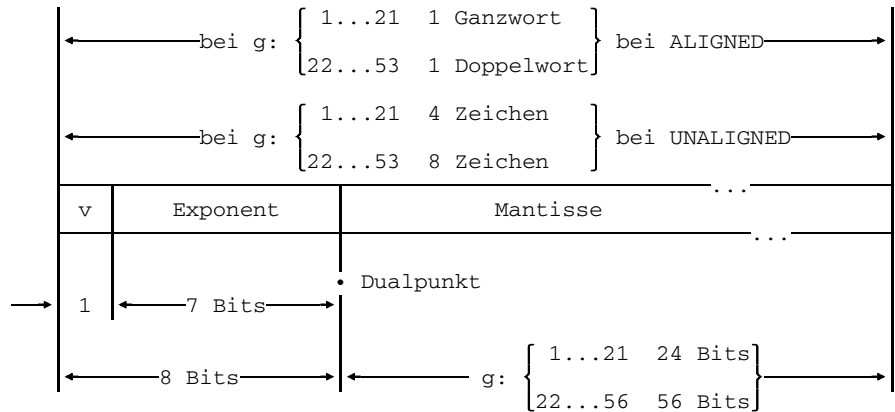 1...21 1 Ganzwort
bei g: bei ALIGNED
22...53 1 Doppelwort
1...21 4 Zeichen
bei g: bei UNALIGNED
22...53 8 Zeichen
...
v Exponent Mantisse
...
• Dualpunkt
1 7 Bits
1...21 24 Bits
8 Bits g:
22...56 56 Bits